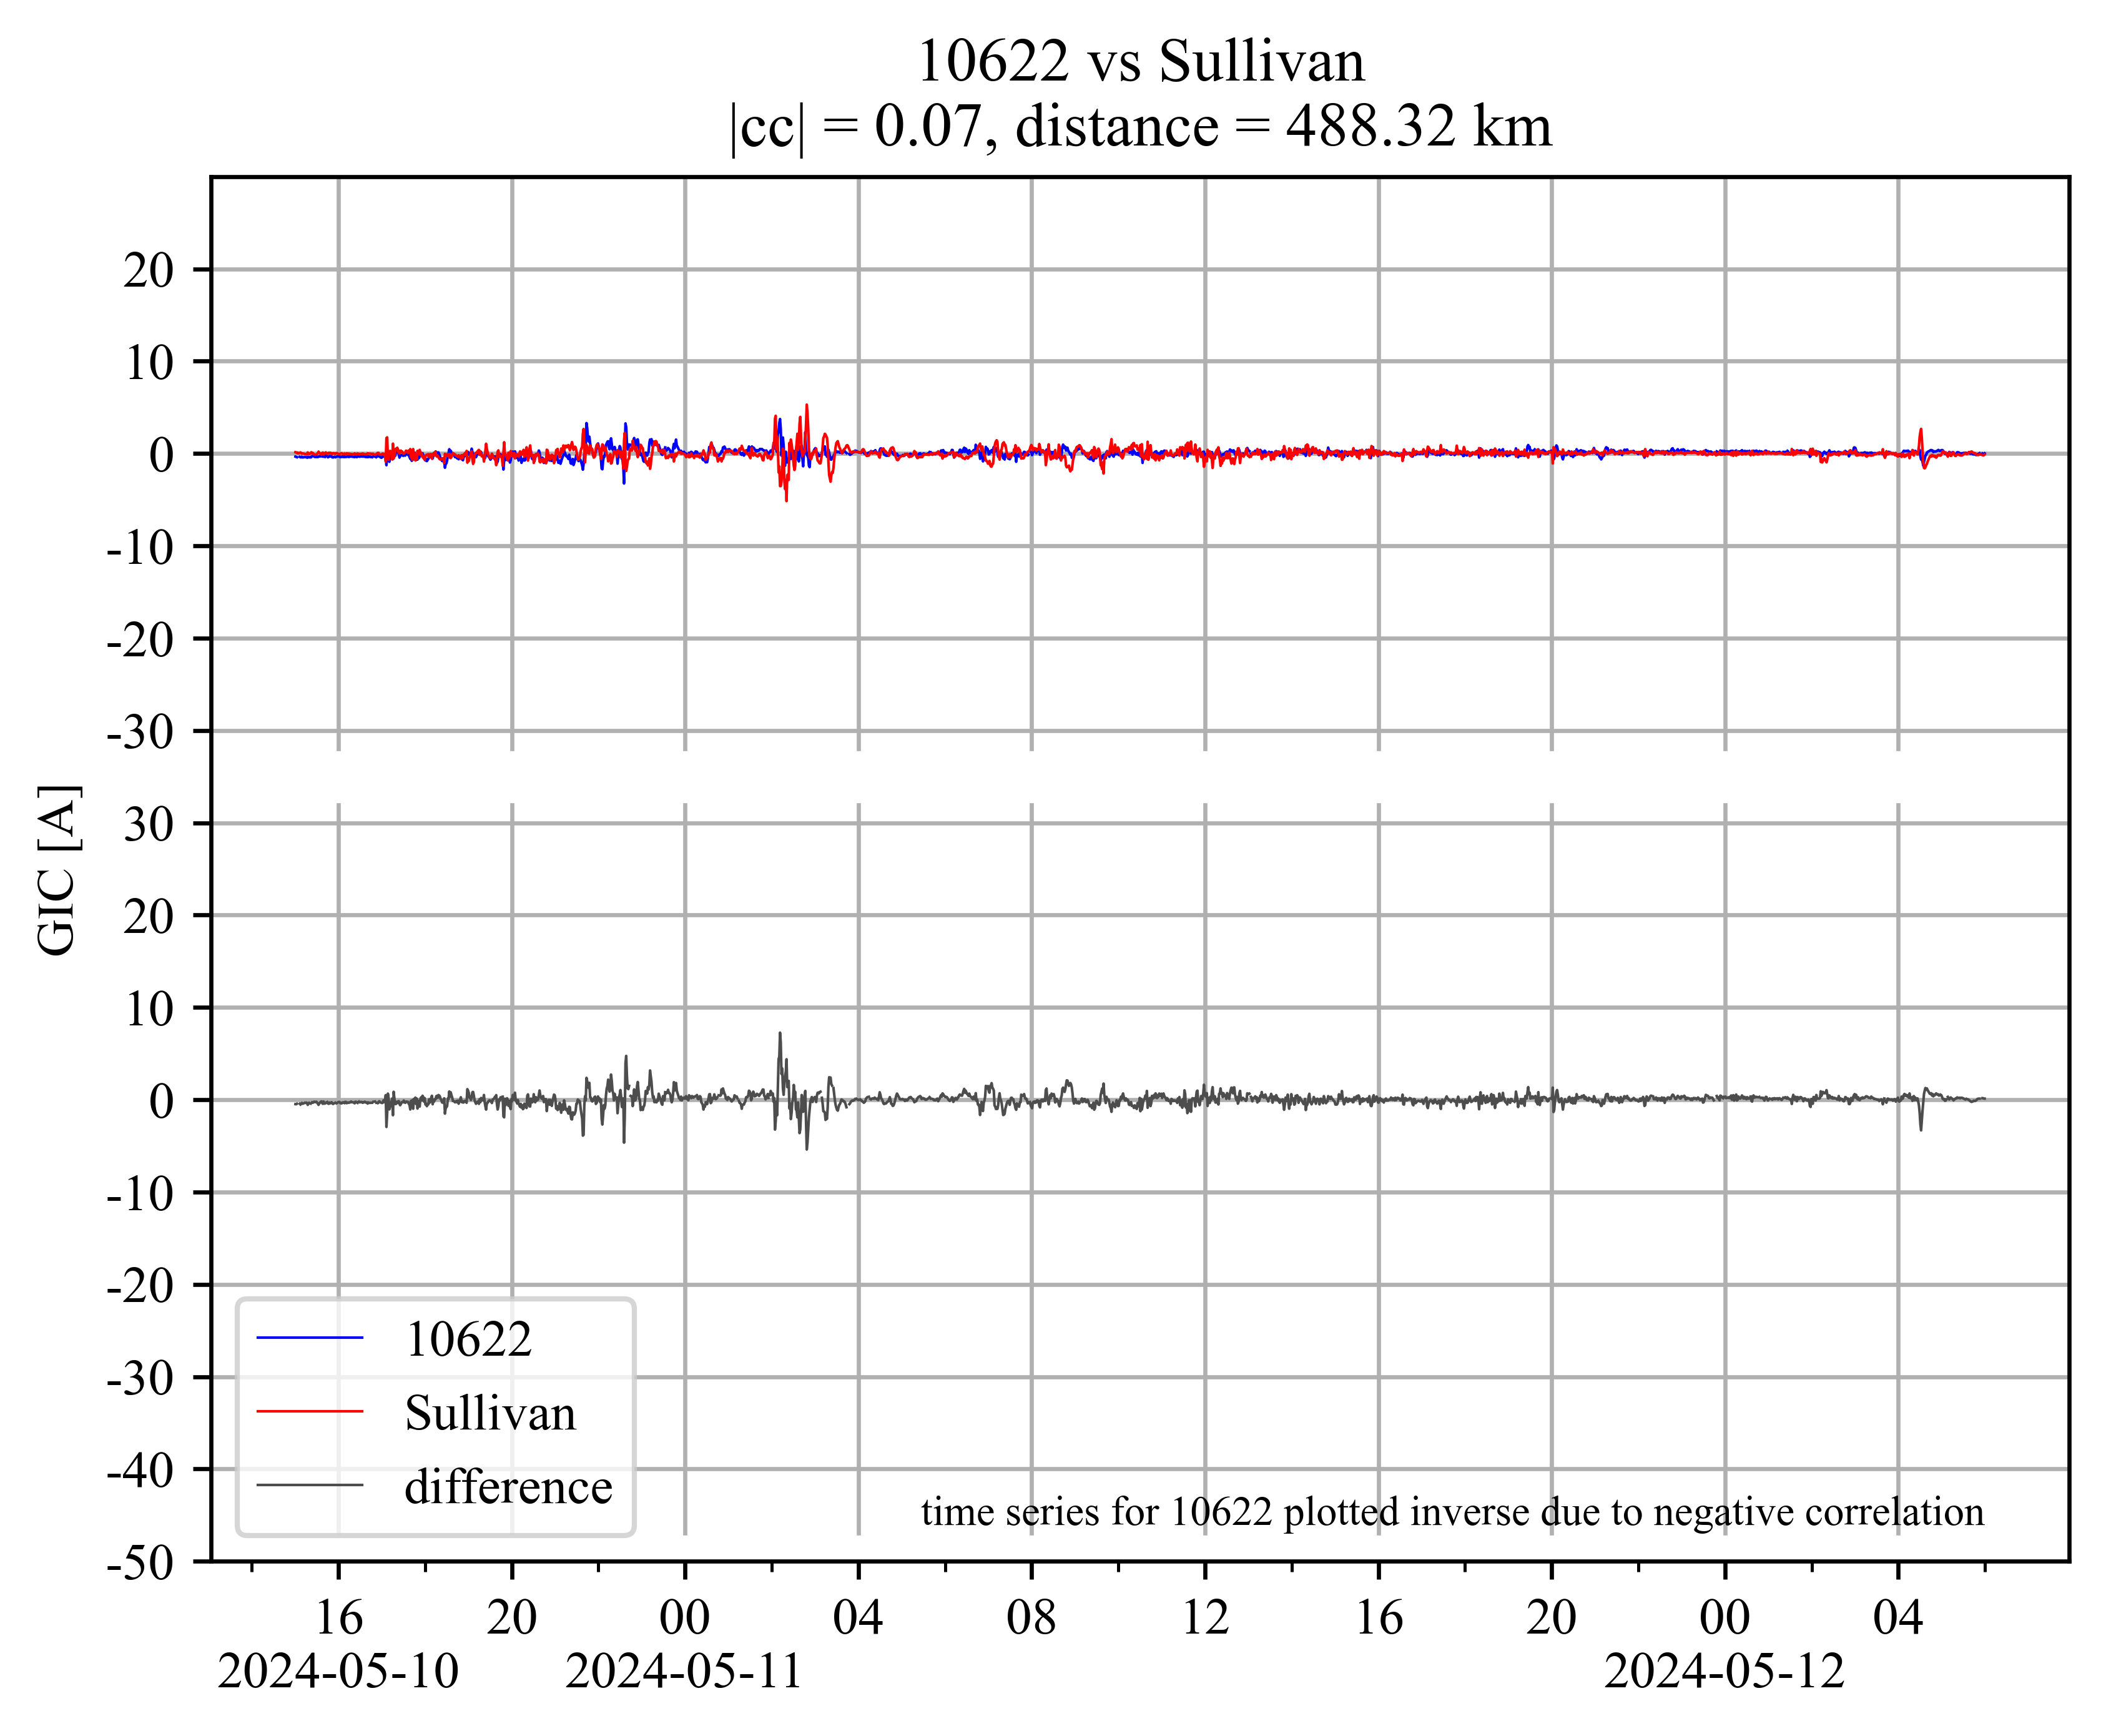 10622 vs Sullivan
|cc| = 0.07, distance = 488.32 km
20
10
0
-10
-20
-30
30
20
10
0
-10
-20
-30
-40
-50
GIC [A]
10622
Sullivan
difference
time series for 10622 plotted inverse due to negative correlation
16 20 00 04 08 12 16 20 00 04
2024-05-10 2024-05-11 2024-05-12